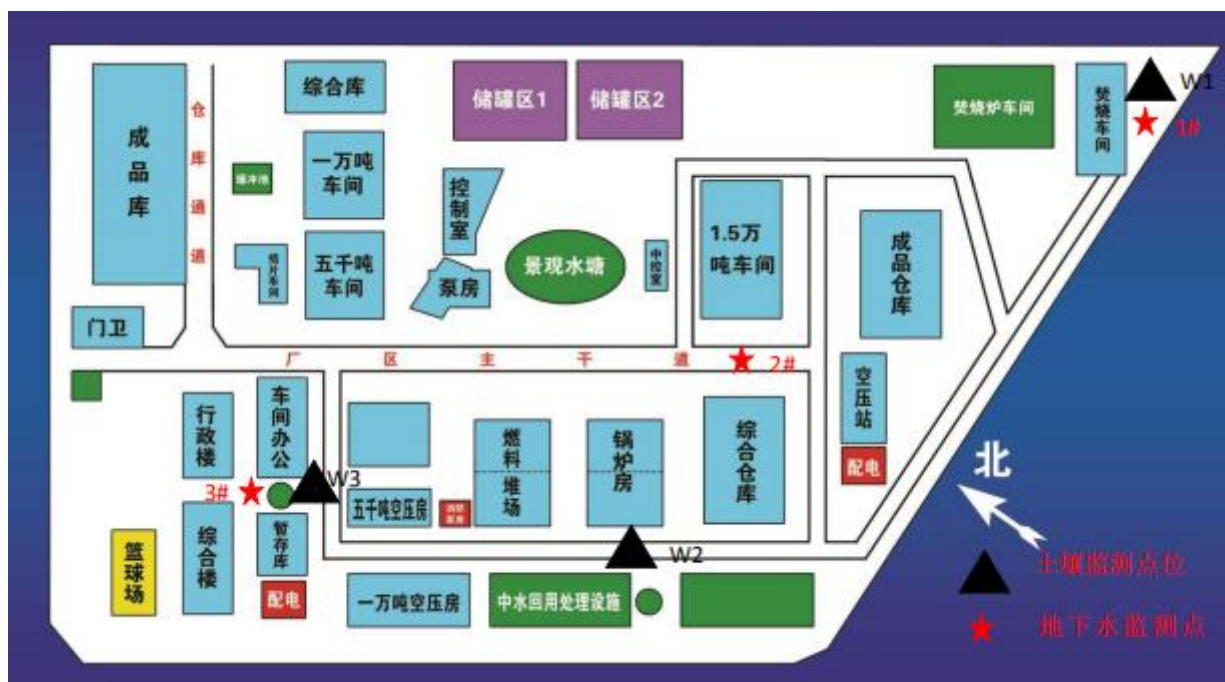 成品库
仓库通道
综合库
储罐区1
储罐区2
焚烧炉车间
焚烧车间
W1
1#
一万吨
车间
缓冲池
控制室
1.5万
吨车间
成品仓库
切片车间
五千吨
车间
泵房
景观水塘
中控室
门卫
厂区主干道
2#
空压站
配电
行政楼
车间办公
燃料堆场
锅炉房
综合仓库
北
W3
3#
五千吨空压房
W2
篮球场
综合楼
暂存库
配电
一万吨空压房
中水回用处理设施
土壤监测点位
地下水监测点